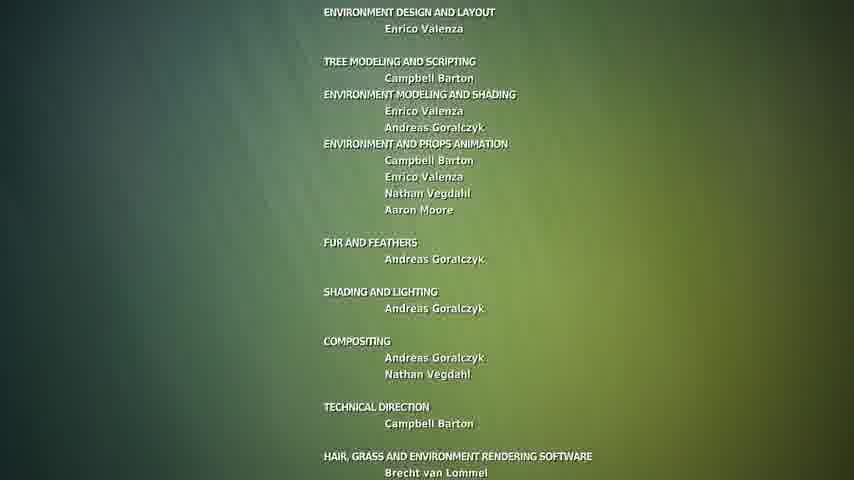 ENVIRONMENT DESIGN AND LAYOUT
Enrico Valenza
TREE MODELING AND SCRIPTING
Campbell Barton
ENVIRONMENT MODELING AND SHADING
Enrico Valenza
Andreas Goralczyk
ENVIRONMENT AND PROPS ANIMATION
Campbell Barton
Enrico Valenza
Nathan Vegdahl
Aaron Moore
FUR AND FEATHERS
Andreas Goralczyk
SHADING AND LIGHTING
Andreas Goralczyk
COMPOSITING
Andreas Goralczyk
Nathan Vegdahl
TECHNICAL DIRECTION
Campbell Barton
HAIR, GRASS AND ENVIRONMENT RENDERING SOFTWARE
Brecht van Lommel